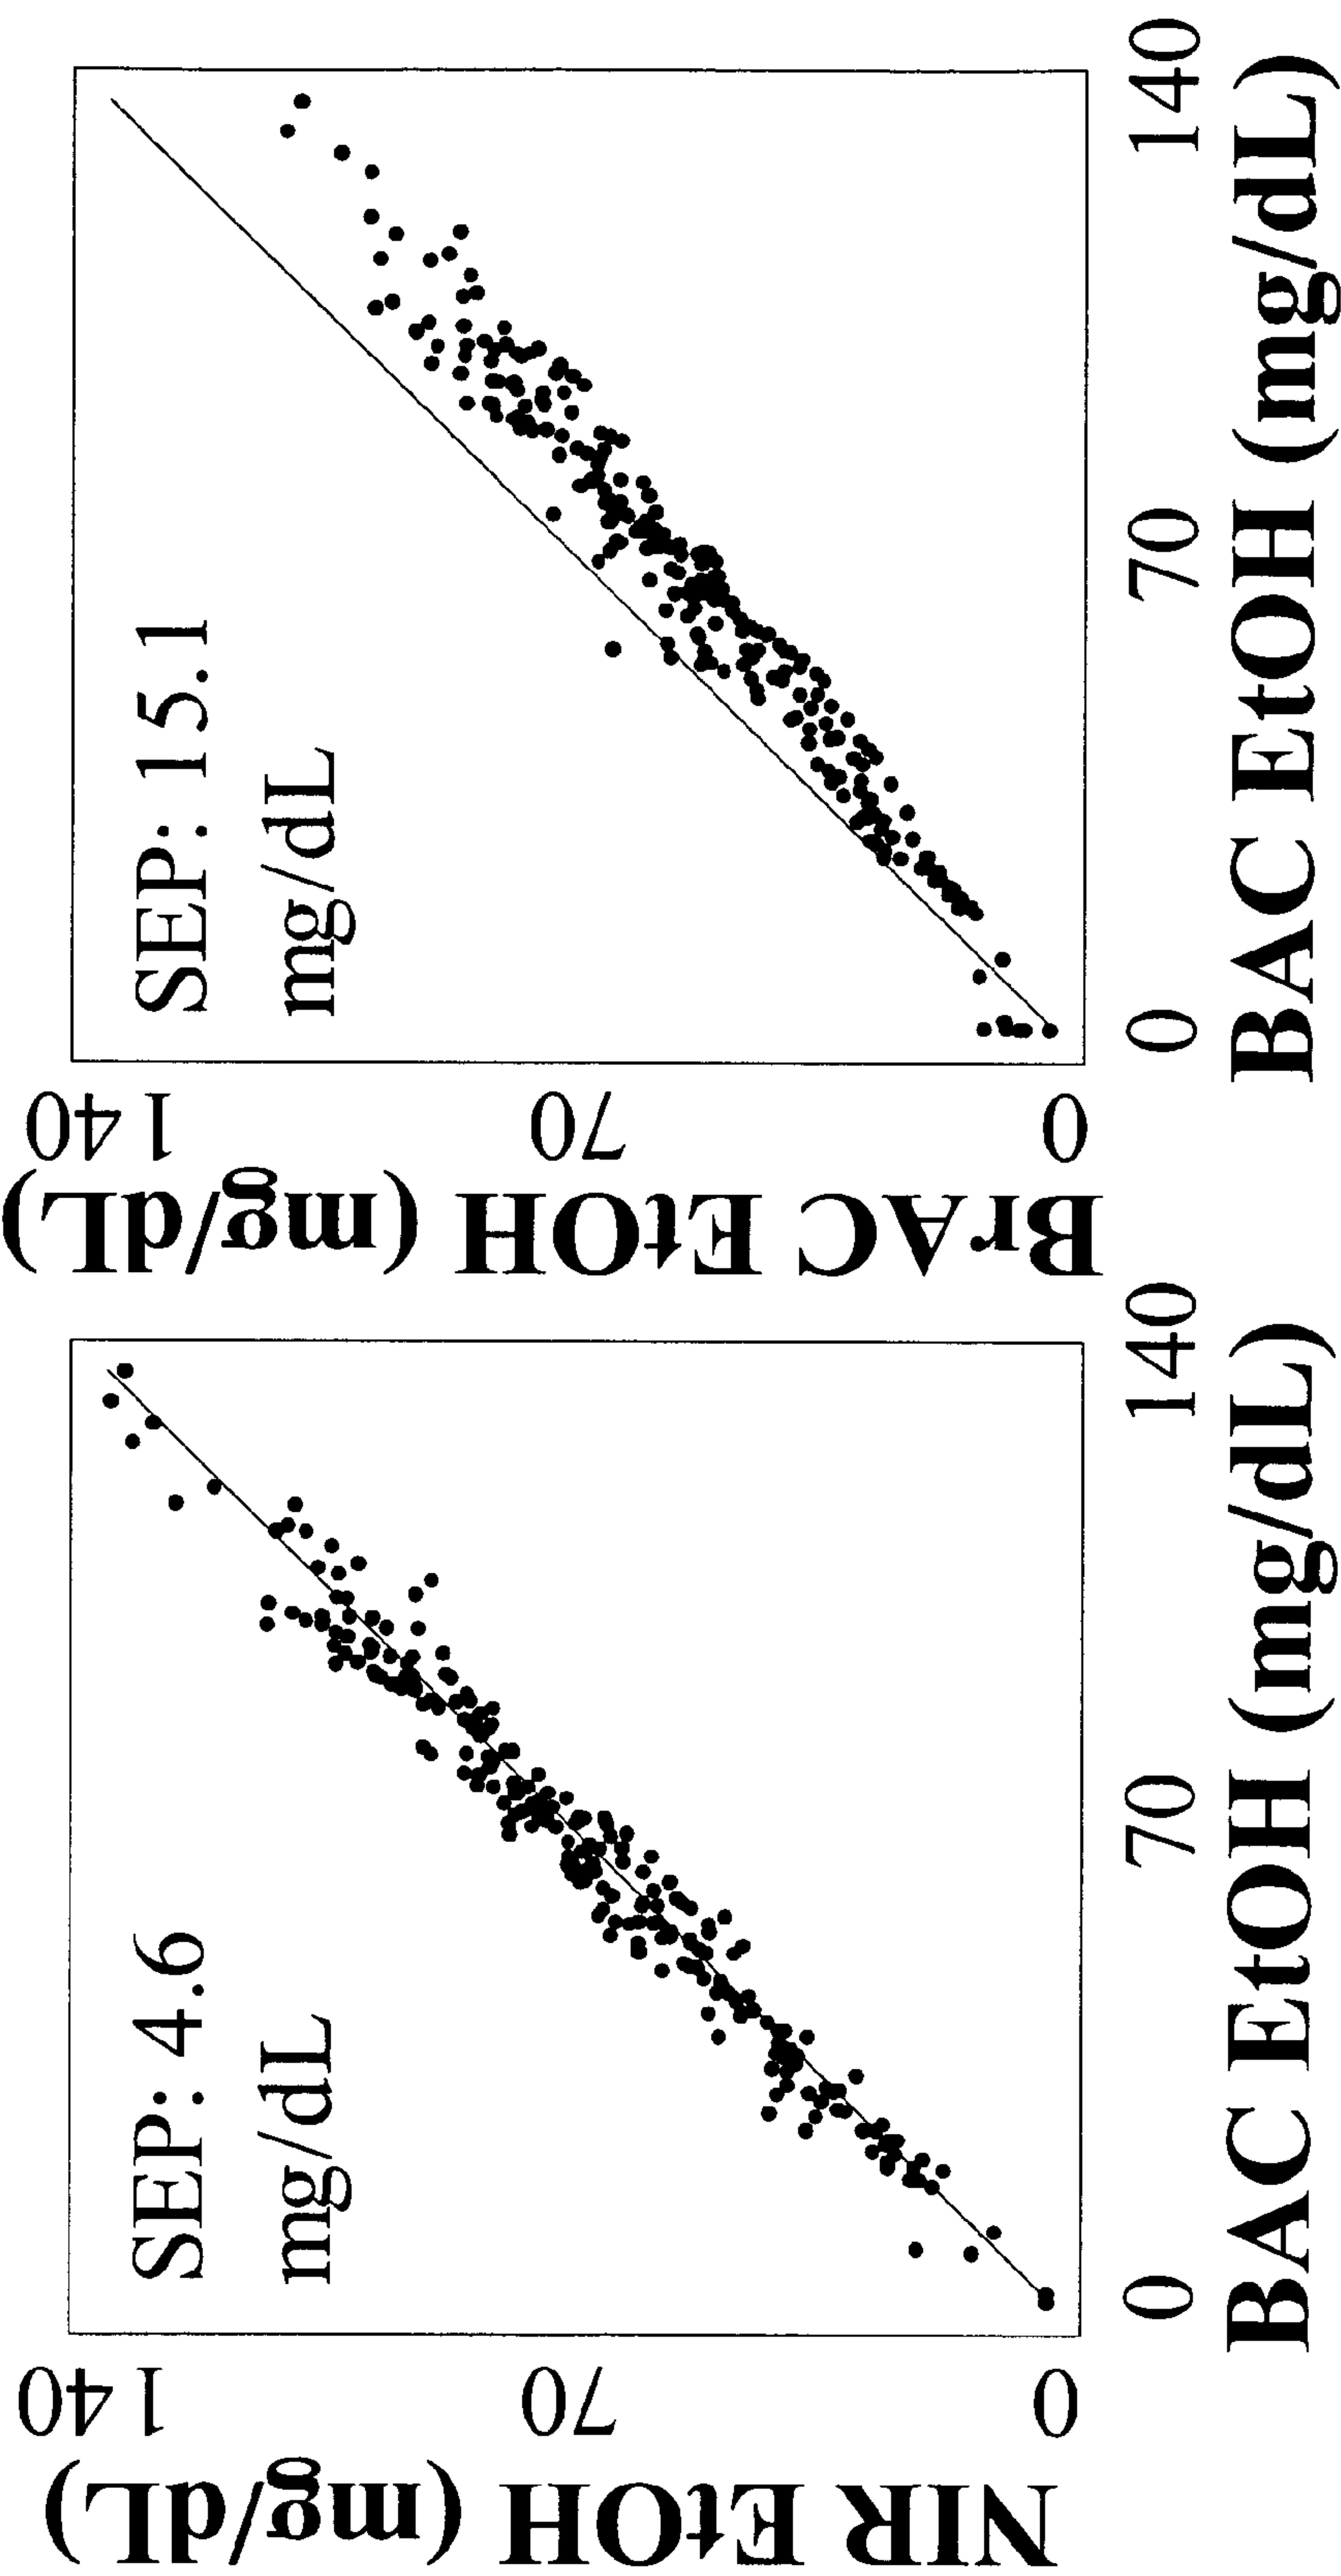 NIR EtOH (mg/dL)
140
70
0
SEP: 4.6
mg/dL
0
70
140
BAC EtOH (mg/dL)
BrAC EtOH (mg/dL)
140
70
0
SEP: 15.1
mg/dL
0
70
140
BAC EtOH (mg/dL)